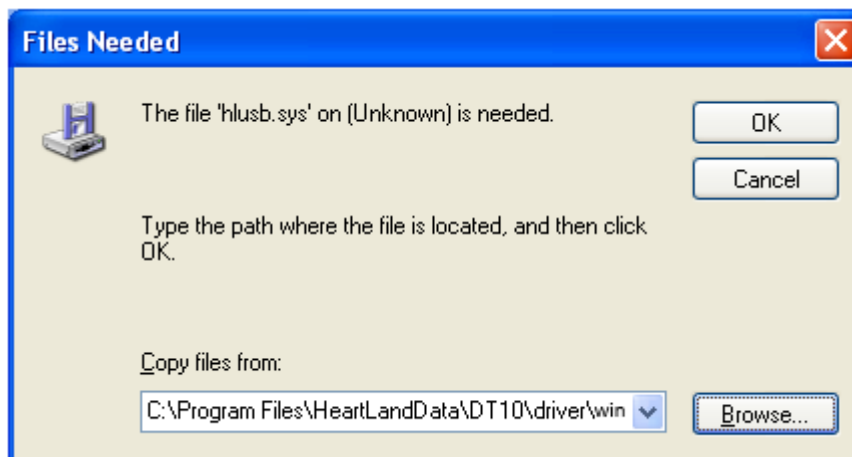 Files Needed
The file 'hlusb.sys' on (Unknown) is needed.
OK
Cancel
Type the path where the file is located, and then click
OK.
Copy files from:
C:\Program Files\HeartLandData\DT10\driver\win
Browse...